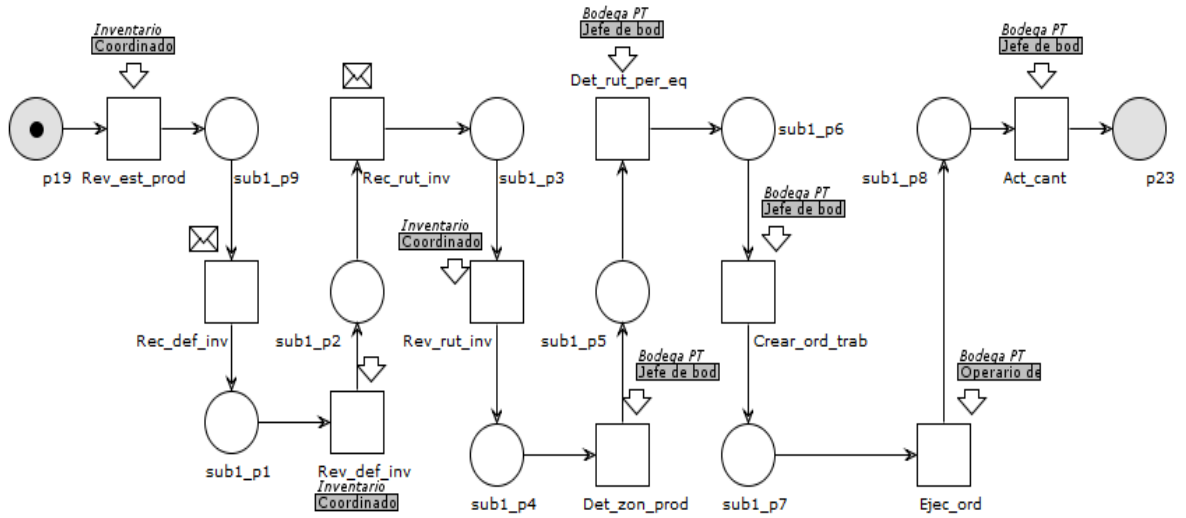 Inventario
Coordinado
Bodega PT
Jefe de bod
Bodega PT
Jefe de bod
Det_rut_per_eq
p19
Rev_est_prod
sub1_p9
Rec_rut_inv
sub1_p3
sub1_p6
sub1_p8
Act_cant
p23
Bodega PT
Jefe de bod
Inventario
Coordinado
Rec_def_inv
sub1_p2
Rev_rut_inv
sub1_p5
Crear_ord_trab
Bodega PT
Jefe de bod
Bodega PT
Operario de
sub1_p1
Rev_def_inv
Inventario
Coordinado
sub1_p4
Det_zon_prod
sub1_p7
Ejec_ord